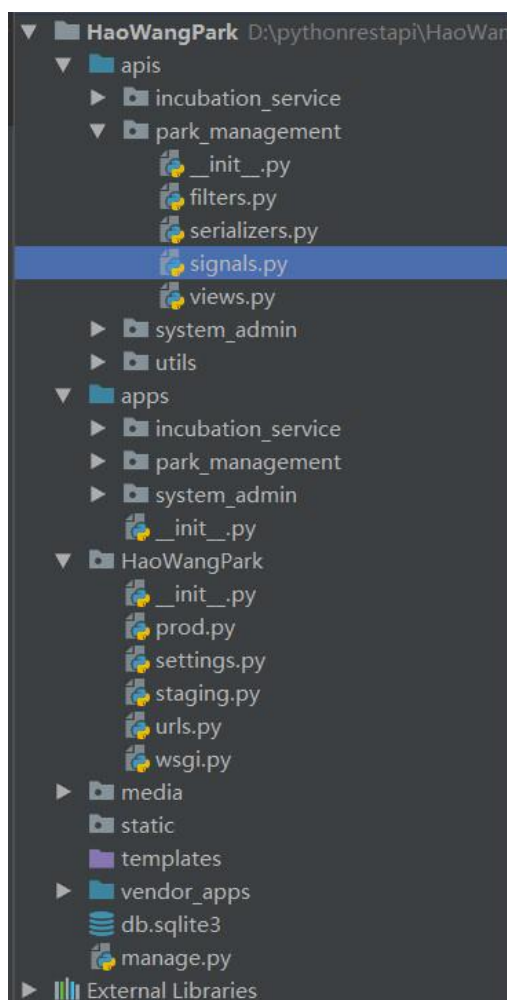 HaoWangPark D:\pythonrestapi\HaoWan
apis
incubation_service
park_management
__init__.py
filters.py
serializers.py
signals.py
views.py
system_admin
utils
apps
incubation_service
park_management
system_admin
__init__.py
HaoWangPark
__init__.py
prod.py
settings.py
staging.py
urls.py
wsgi.py
media
static
templates
vendor_apps
db.sqlite3
manage.py
External Libraries